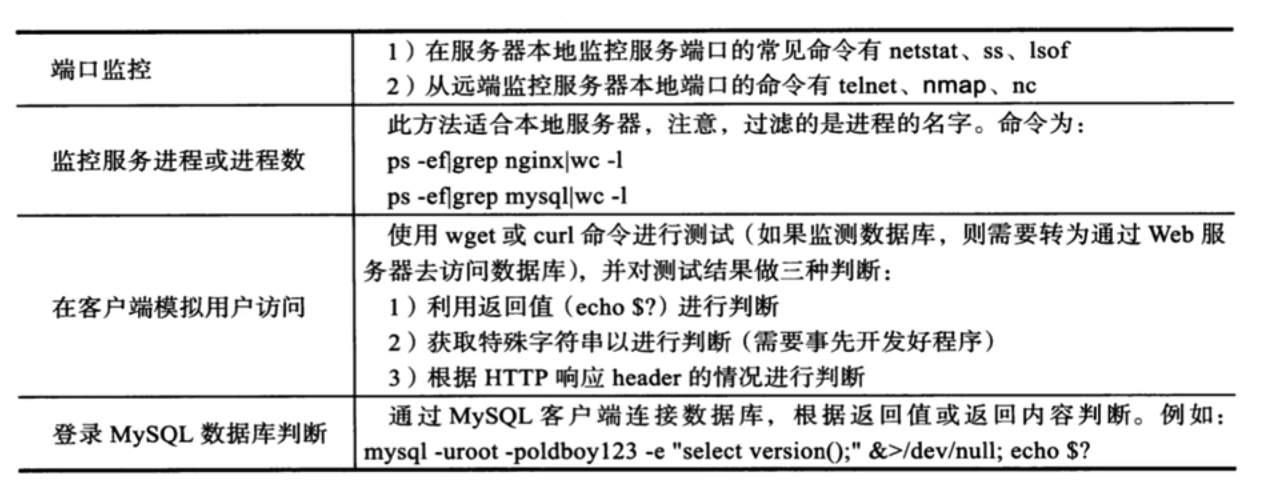 端口监控
1）在服务器本地监控服务端口的常见命令有 netstat、ss、lsof
2）从远端监控服务器本地端口的命令有 telnet、nmap、nc
监控服务进程或进程数
此方法适合本地服务器，注意，过滤的是进程的名字。命令为：
ps -ef|grep nginx|wc -l
ps -ef|grep mysql|wc -l
在客户端模拟用户访问
使用 wget 或 curl 命令进行测试（如果监测数据库，则需要转为通过 Web 服
务器去访问数据库），并对测试结果做三种判断：
1）利用返回值（echo $?）进行判断
2）获取特殊字符串以进行判断（需要事先开发好程序）
3）根据 HTTP 响应 header 的情况进行判断
登录 MySQL 数据库判断
通过 MySQL 客户端连接数据库，根据返回值或返回内容判断。例如：
mysql -uroot -poldboy123 -e "select version();" &>/dev/null; echo $?